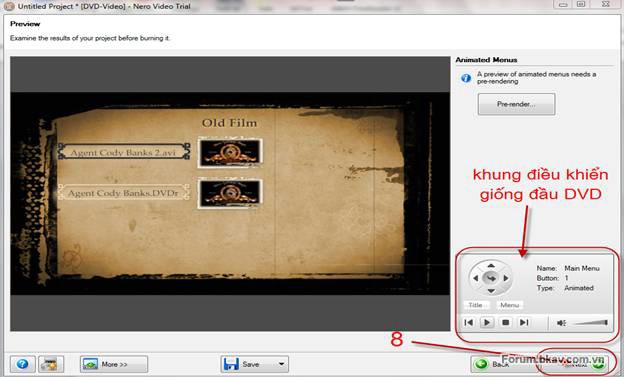 Untitled Project * [DVD-Video] - Nero Video Trial
Preview
Examine the results of your project before burning it.
Animated Menus
A preview of animated menus needs a
pre-rendering
Pre-render...
Old Film
Agent Cody Banks 2.avi
Agent Cody Banks.DVDr
khung điều khiển
giống đầu DVD
Name: Main Menu
Button: 1
Type: Animated
Title
Menu
8
More >>
Save
Back
Next
Forum.bkav.com.vn